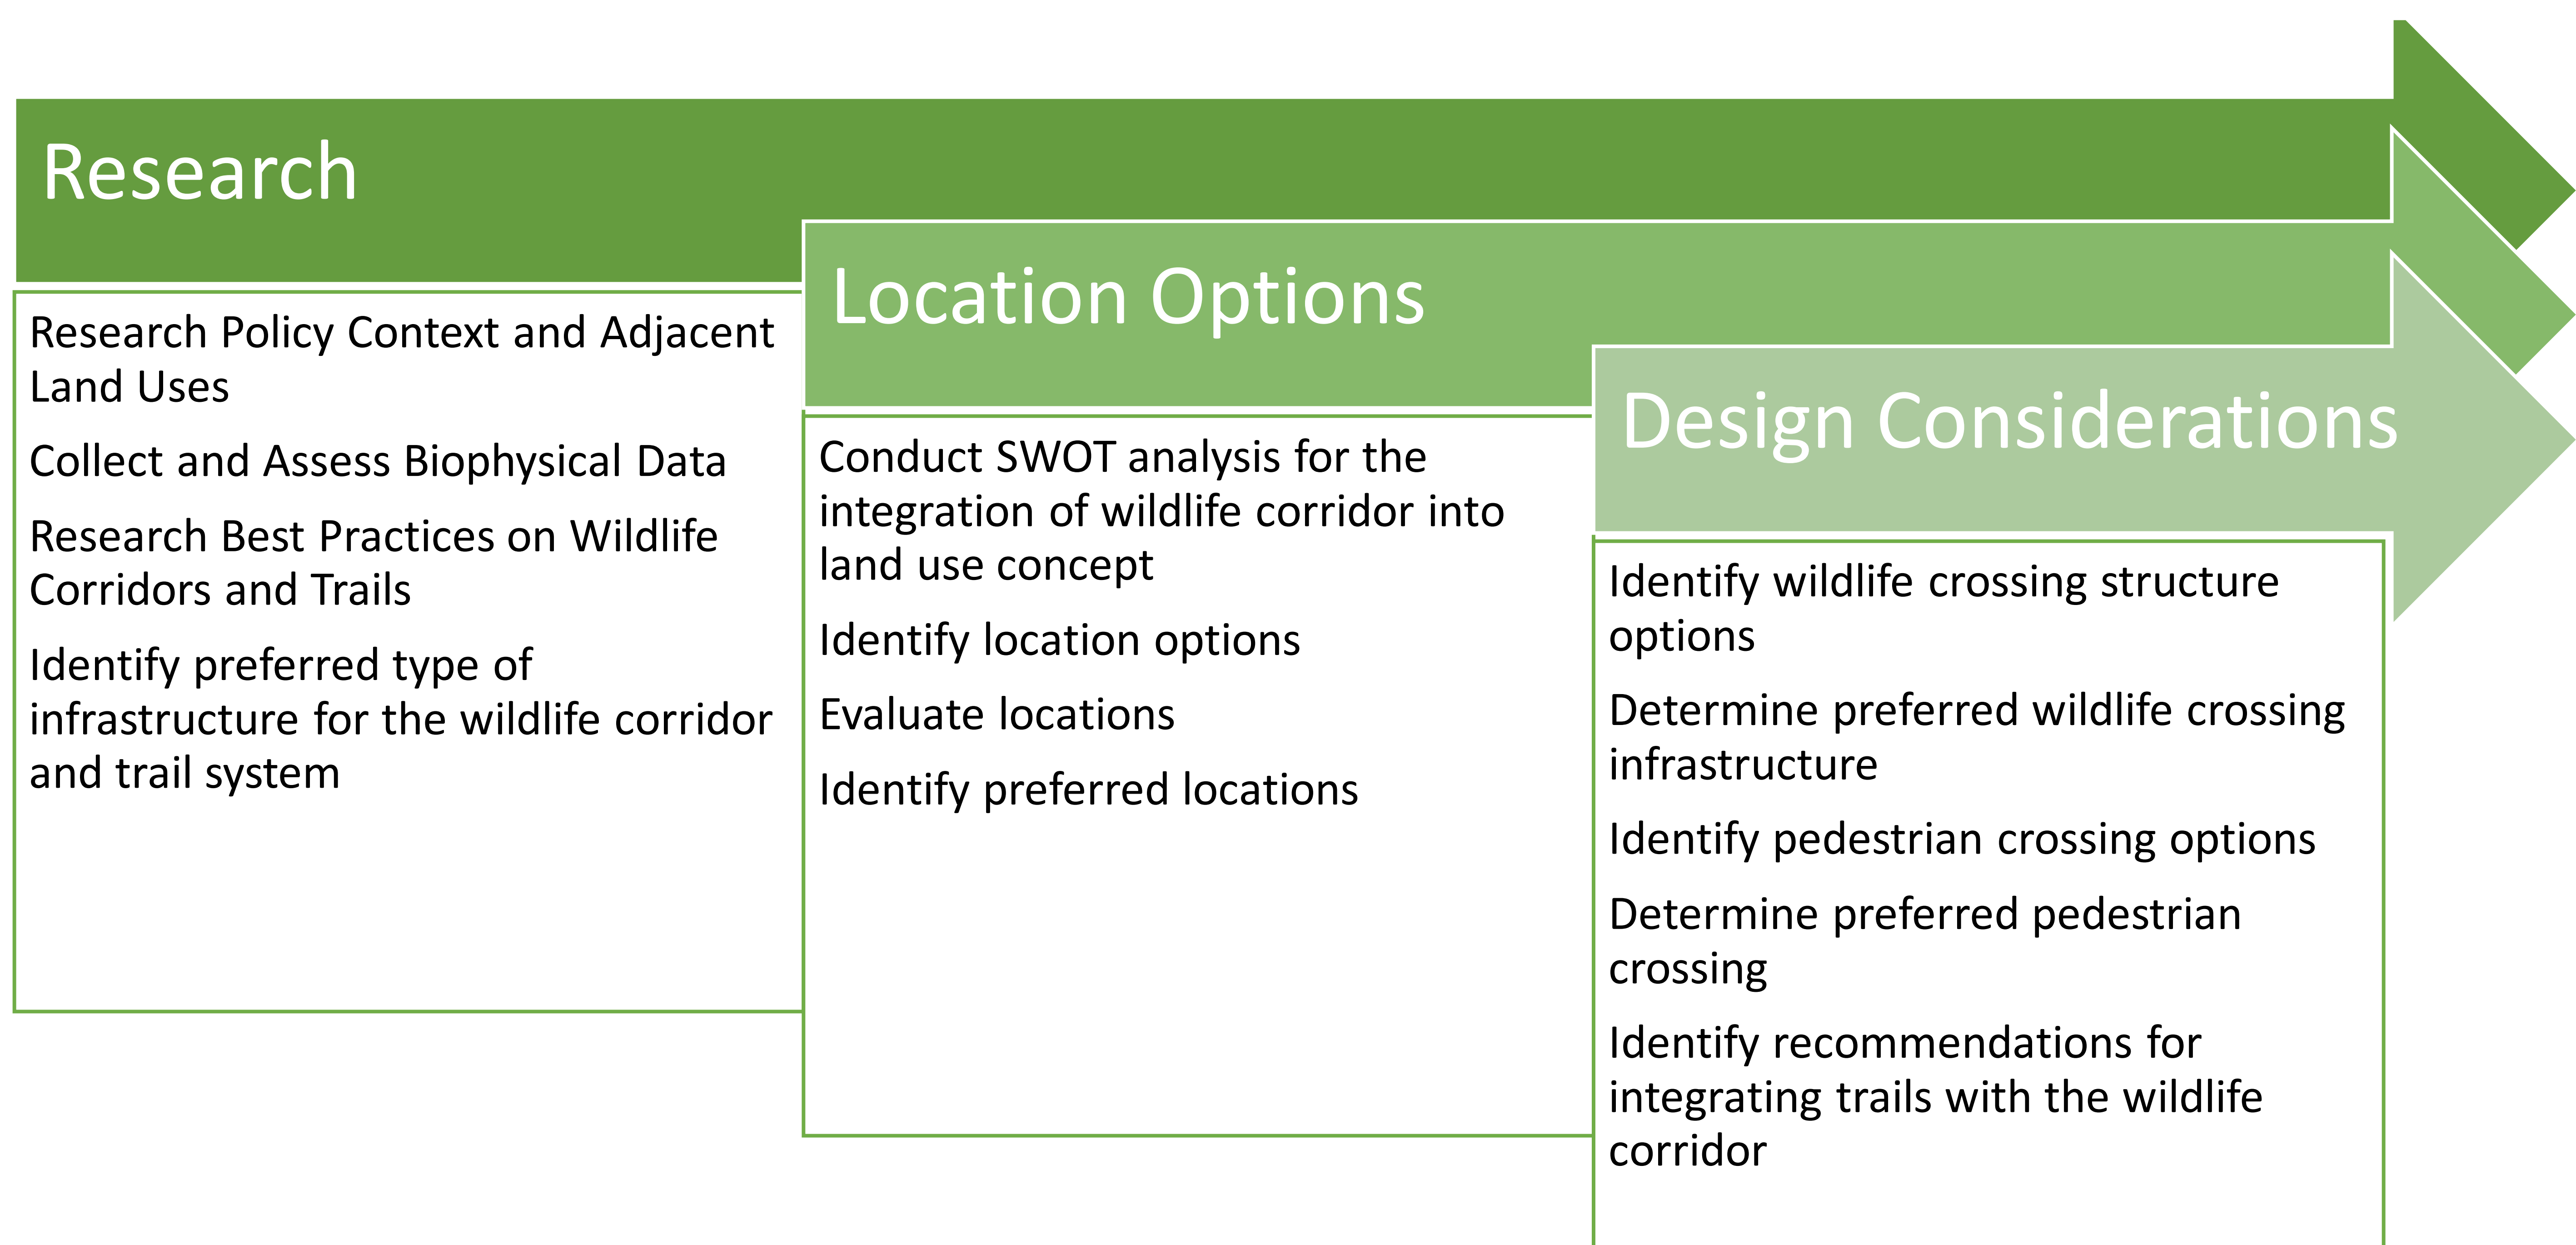 Research
Research Policy Context and Adjacent
Land Uses
Collect and Assess Biophysical Data
Research Best Practices on Wildlife
Corridors and Trails
Identify preferred type of
infrastructure for the wildlife corridor
and trail system
Location Options
Conduct SWOT analysis for the
integration of wildlife corridor into
land use concept
Identify location options
Evaluate locations
Identify preferred locations
Design Considerations
Identify wildlife crossing structure
options
Determine preferred wildlife crossing
infrastructure
Identify pedestrian crossing options
Determine preferred pedestrian
crossing
Identify recommendations for
integrating trails with the wildlife
corridor